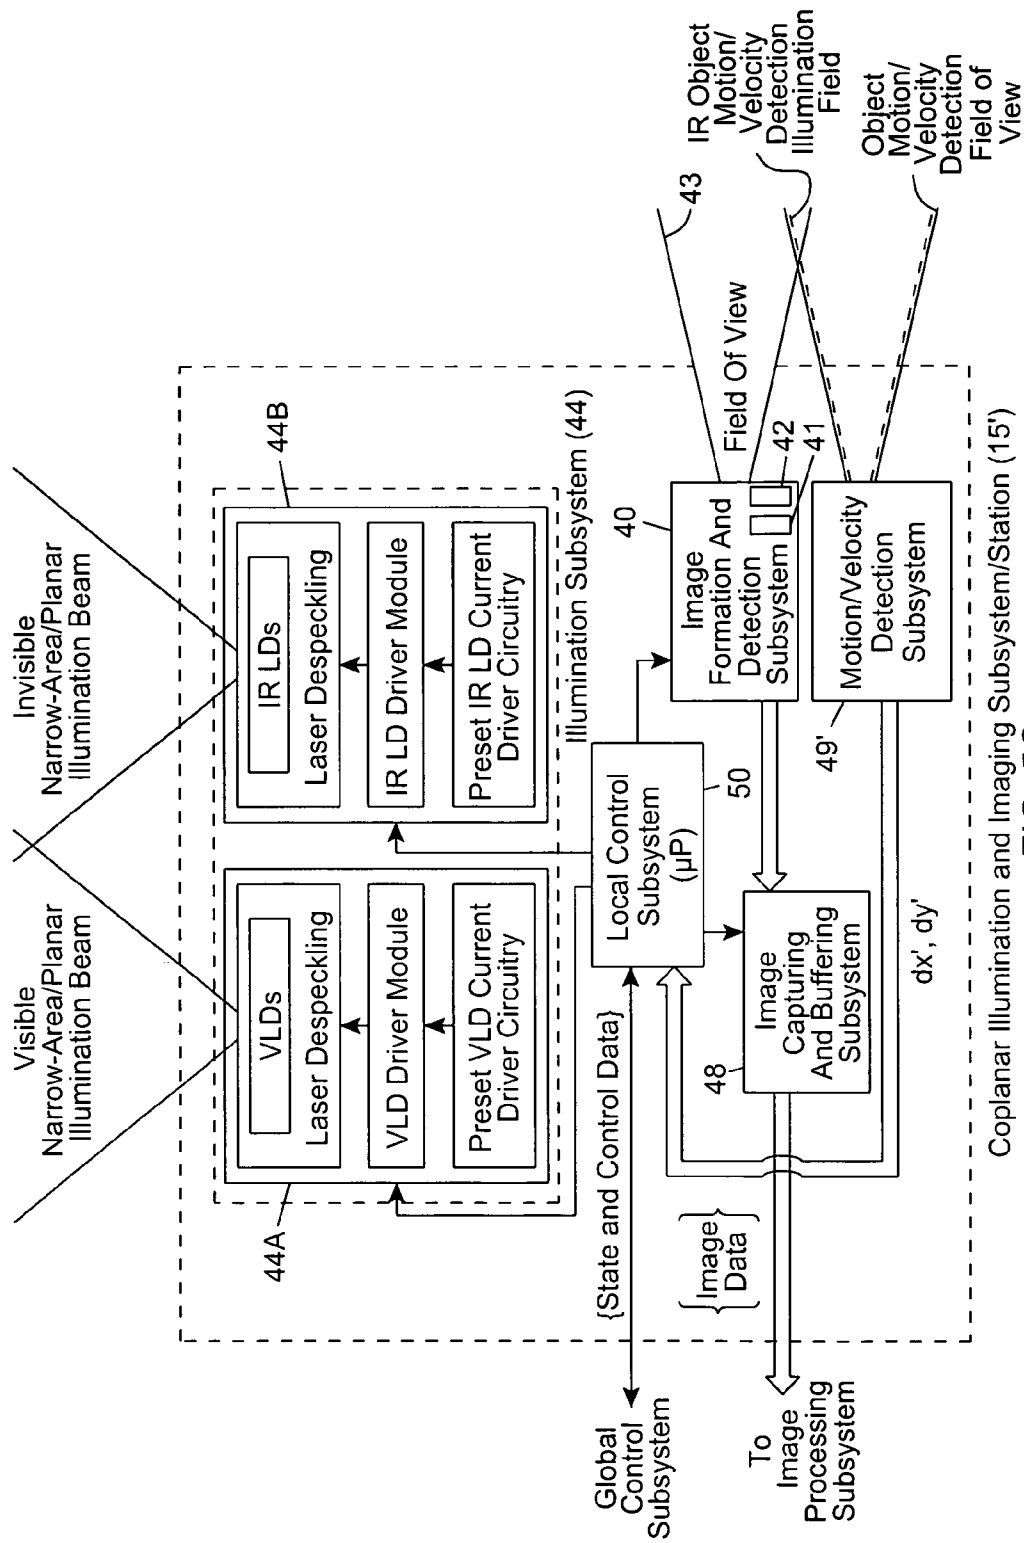 Visible
Narrow-Area/Planar
Illumination Beam
Invisible
Narrow-Area/Planar
Illumination Beam
44A
VLDs
Laser Despeckling
VLD Driver Module
Preset VLD Current
Driver Circuitry
44B
IR LDs
Laser Despeckling
IR LD Driver Module
Preset IR LD Current
Driver Circuitry
Illumination Subsystem (44)
Global
Control
Subsystem
{State and Control Data}
Local Control
Subsystem
(µP)
50
40
Image
Formation And
Detection
Subsystem
42
41
Field Of View
43
IR Object
Motion/
Velocity
Detection
Illumination
Field
Object
Motion/
Velocity
Detection
Field of
View
To
Image
Processing
Subsystem
{Image
Data}
48
Image
Capturing
And Buffering
Subsystem
49'
Motion/Velocity
Detection
Subsystem
dx', dy'
Coplanar Illumination and Imaging Subsystem/Station (15')